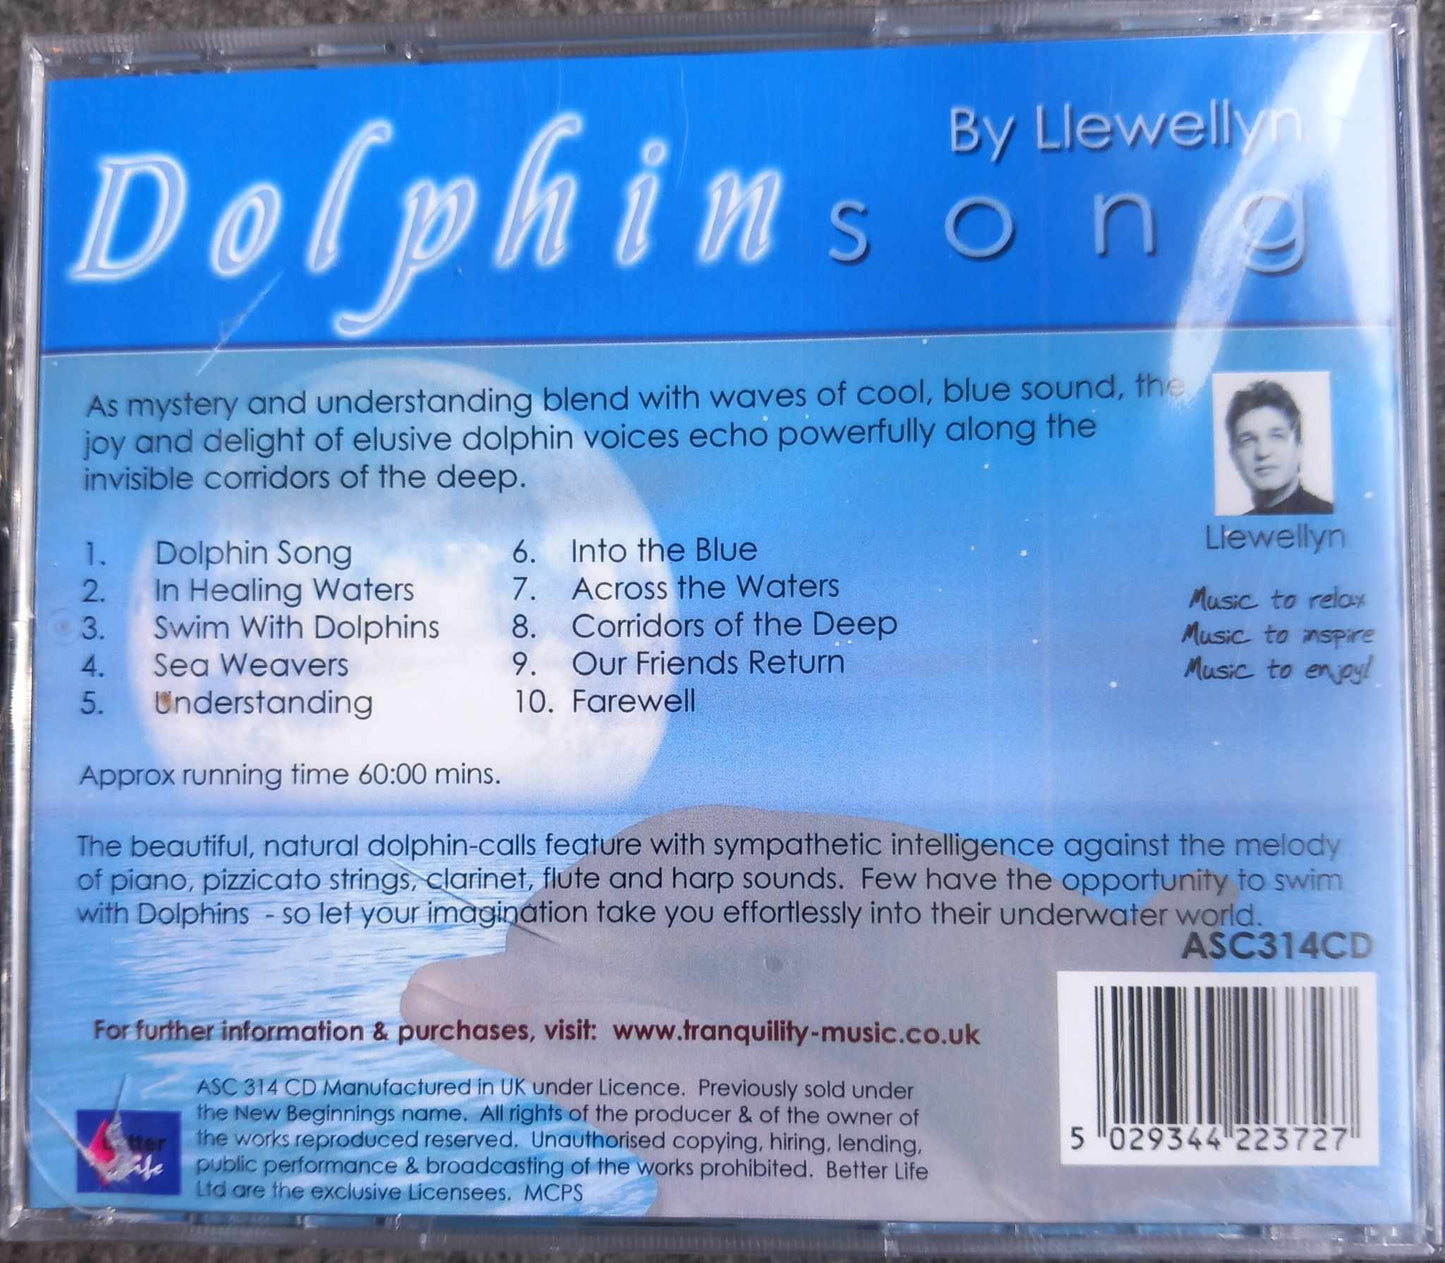 By Llewellyn
Dolphin song
As mystery and understanding blend with waves of cool, blue sound, the
joy and delight of elusive dolphin voices echo powerfully along the
invisible corridors of the deep.
Llewellyn
Music to relax
Music to inspire
Music to enjoy!
1. Dolphin Song
2. In Healing Waters
3. Swim With Dolphins
4. Sea Weavers
5. Understanding
6. Into the Blue
7. Across the Waters
8. Corridors of the Deep
9. Our Friends Return
10. Farewell
Approx running time 60:00 mins.
The beautiful, natural dolphin-calls feature with sympathetic intelligence against the melody
of piano, pizzicato strings, clarinet, flute and harp sounds. Few have the opportunity to swim
with Dolphins - so let your imagination take you effortlessly into their underwater world.
ASC314CD
For further information & purchases, visit: www.tranquility-music.co.uk
ASC 314 CD Manufactured in UK under Licence. Previously sold under
the New Beginnings name. All rights of the producer & of the owner of
the works reproduced reserved. Unauthorised copying, hiring, lending,
public performance & broadcasting of the works prohibited. Better Life
Ltd are the exclusive Licensees. MCPS
Better
Life
5 029344 223727